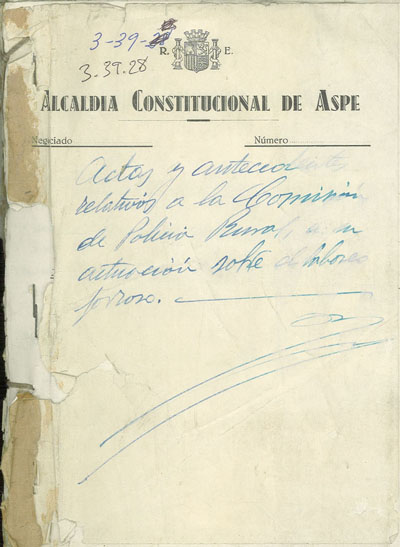 3-39-28
R. E.
3.39.28
ALCALDIA CONSTITUCIONAL DE ASPE
Negociado Número
Actas y antecedentes
relativos a la Comisión
de Policia Rural, a su
actuación sobre el laboreo
forzoso.